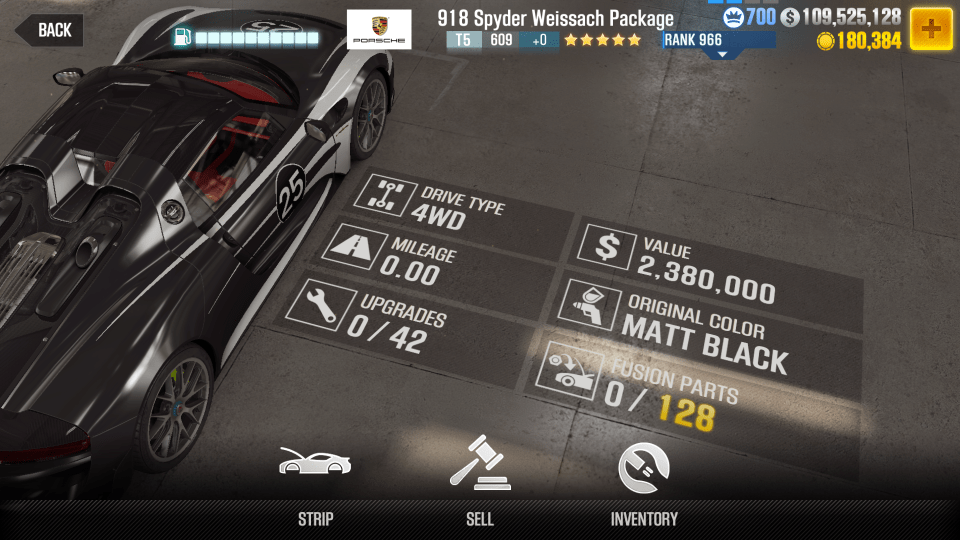 BACK
PORSCHE
918 Spyder Weissach Package
T5 609 +0
RANK 966
700 $ 109,525,128
180,384
25
DRIVE TYPE
4WD
MILEAGE
0.00
UPGRADES
0 / 42
$ VALUE
2,380,000
ORIGINAL COLOR
MATT BLACK
FUSION PARTS
0 / 128
STRIP
SELL
INVENTORY